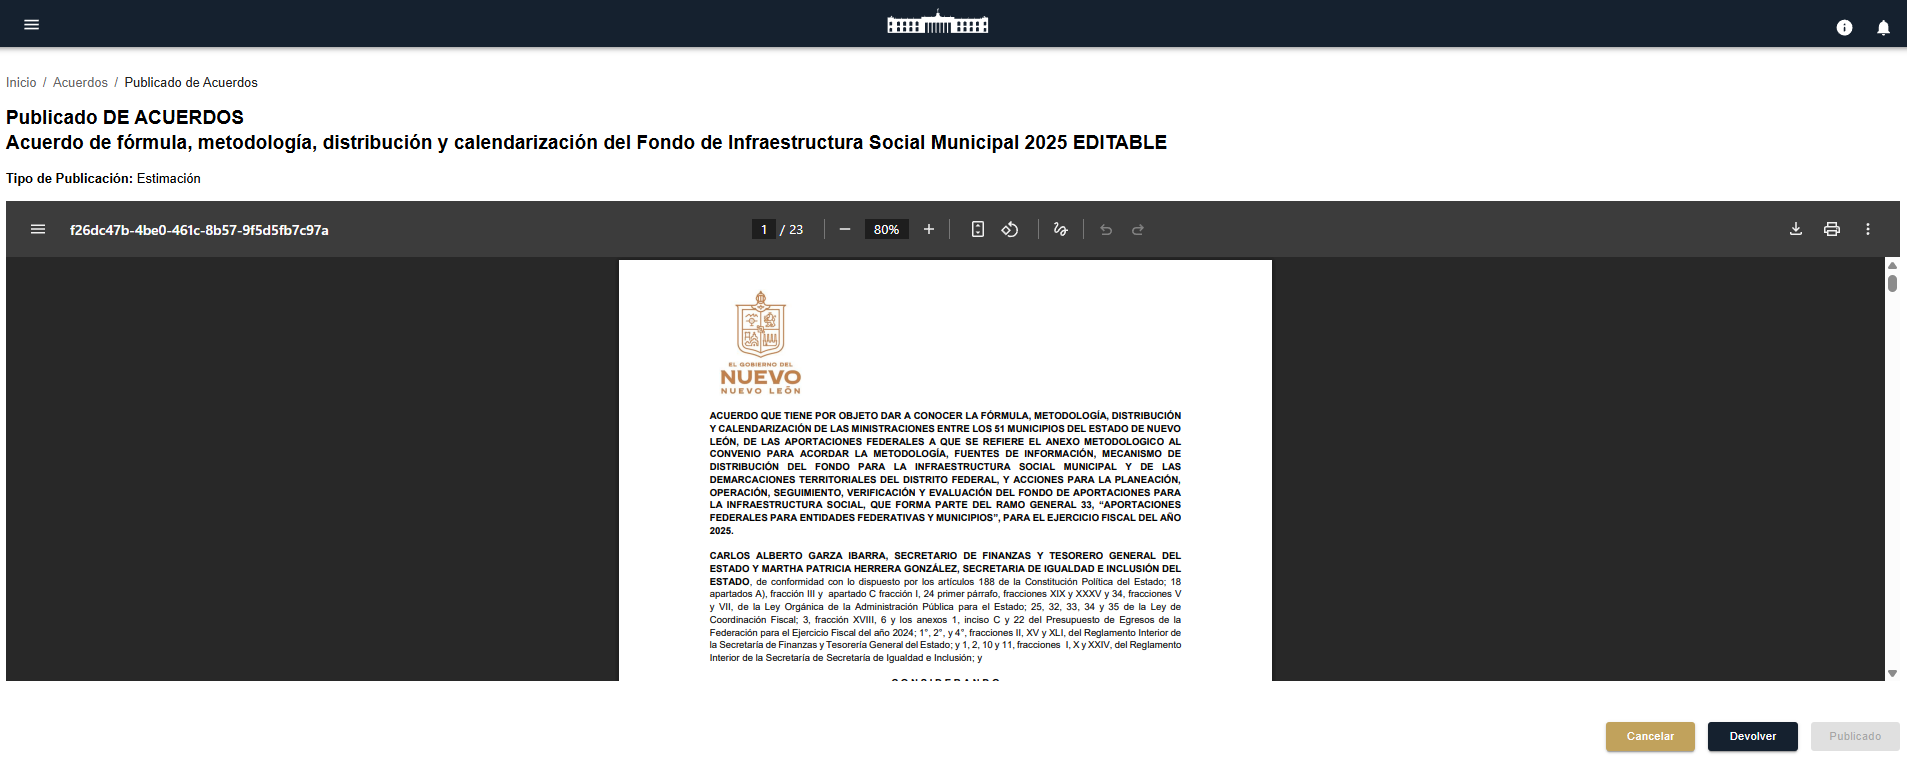 Inicio / Acuerdos / Publicado de Acuerdos
Publicado DE ACUERDOS
Acuerdo de fórmula, metodología, distribución y calendarización del Fondo de Infraestructura Social Municipal 2025 EDITABLE
Tipo de Publicación: Estimación
f26dc47b-4be0-461c-8b57-9f5d5fb7c97a
1 / 23
80%
EL GOBIERNO DEL
NUEVO
NUEVO LEÓN
ACUERDO QUE TIENE POR OBJETO DAR A CONOCER LA FÓRMULA, METODOLOGÍA, DISTRIBUCIÓN
Y CALENDARIZACIÓN DE LAS MINISTRACIONES ENTRE LOS 51 MUNICIPIOS DEL ESTADO DE NUEVO
LEÓN, DE LAS APORTACIONES FEDERALES A QUE SE REFIERE EL ANEXO METODOLOGICO AL
CONVENIO PARA ACORDAR LA METODOLOGÍA, FUENTES DE INFORMACIÓN, MECANISMO DE
DISTRIBUCIÓN DEL FONDO PARA LA INFRAESTRUCTURA SOCIAL MUNICIPAL Y DE LAS
DEMARCACIONES TERRITORIALES DEL DISTRITO FEDERAL, Y ACCIONES PARA LA PLANEACIÓN,
OPERACIÓN, SEGUIMIENTO, VERIFICACIÓN Y EVALUACIÓN DEL FONDO DE APORTACIONES PARA
LA INFRAESTRUCTURA SOCIAL, QUE FORMA PARTE DEL RAMO GENERAL 33, “APORTACIONES
FEDERALES PARA ENTIDADES FEDERATIVAS Y MUNICIPIOS”, PARA EL EJERCICIO FISCAL DEL AÑO
2025.
CARLOS ALBERTO GARZA IBARRA, SECRETARIO DE FINANZAS Y TESORERO GENERAL DEL
ESTADO Y MARTHA PATRICIA HERRERA GONZÁLEZ, SECRETARIA DE IGUALDAD E INCLUSIÓN DEL
ESTADO, de conformidad con lo dispuesto por los artículos 188 de la Constitución Política del Estado; 18
apartados A), fracción III y apartado C fracción I, 24 primer párrafo, fracciones XIX y XXXV y 34, fracciones V
y VII, de la Ley Orgánica de la Administración Pública para el Estado; 25, 32, 33, 34 y 35 de la Ley de
Coordinación Fiscal; 3, fracción XVIII, 6 y los anexos 1, inciso C y 22 del Presupuesto de Egresos de la
Federación para el Ejercicio Fiscal del año 2024; 1°, 2°, y 4°, fracciones II, XV y XLI, del Reglamento Interior de
la Secretaría de Finanzas y Tesorería General del Estado; y 1, 2, 10 y 11, fracciones I, X y XXIV, del Reglamento
Interior de la Secretaría de Secretaría de Igualdad e Inclusión; y
CONSIDERANDO
Cancelar
Devolver
Publicado